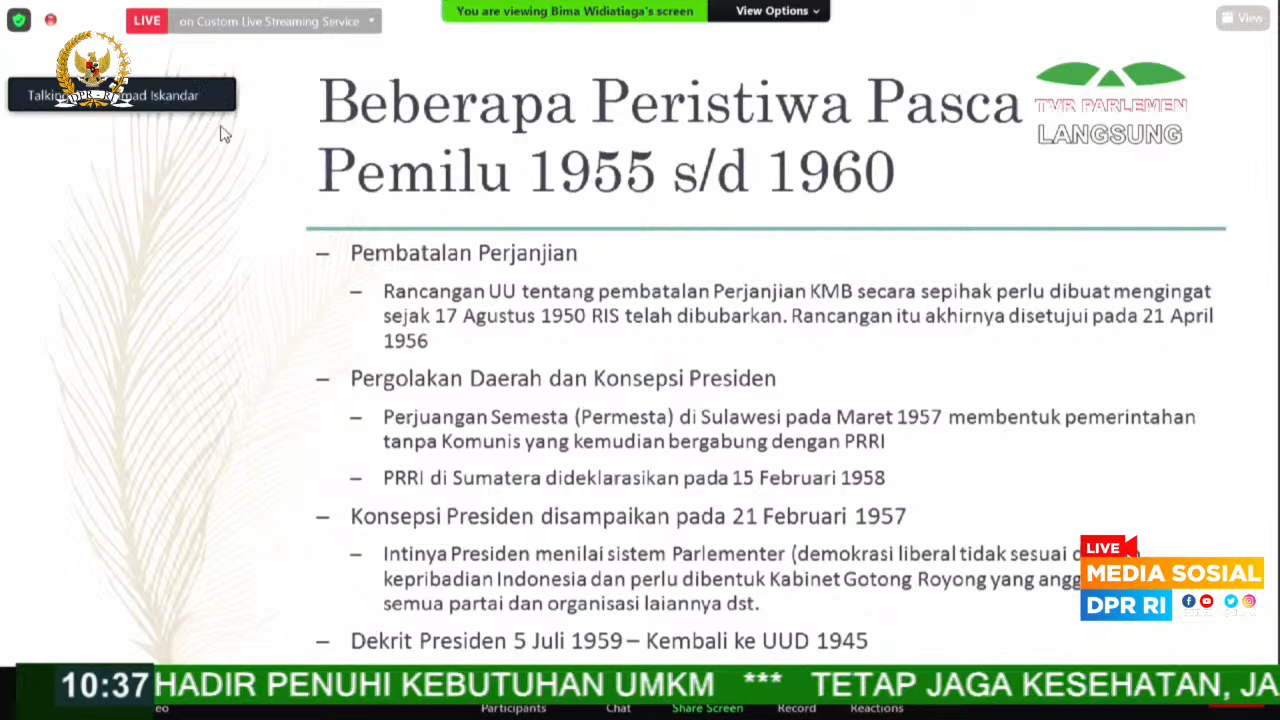 LIVE on Custom Live Streaming Service
You are viewing Bima Widiatiaga's screen
View Options
View
DPR - RI
Talking mad Iskandar
TVR PARLEMEN
LANGSUNG
Beberapa Peristiwa Pasca
Pemilu 1955 s/d 1960
– Pembatalan Perjanjian
– Rancangan UU tentang pembatalan Perjanjian KMB secara sepihak perlu dibuat mengingat
sejak 17 Agustus 1950 RIS telah dibubarkan. Rancangan itu akhirnya disetujui pada 21 April
1956
– Pergolakan Daerah dan Konsepsi Presiden
– Perjuangan Semesta (Permesta) di Sulawesi pada Maret 1957 membentuk pemerintahan
tanpa Komunis yang kemudian bergabung dengan PRRI
– PRRI di Sumatera dideklarasikan pada 15 Februari 1958
– Konsepsi Presiden disampaikan pada 21 Februari 1957
– Intinya Presiden menilai sistem Parlementer (demokrasi liberal tidak sesuai
kepribadian Indonesia dan perlu dibentuk Kabinet Gotong Royong yang
semua partai dan organisasi laiannya dst.
– Dekrit Presiden 5 Juli 1959 – Kembali ke UUD 1945
LIVE
MEDIA SOSIAL
DPR RI
10:37 HADIR PENUHI KEBUTUHAN UMKM *** TETAP JAGA KESEHATAN, JA
eo Participants Chat Share Screen Record Reactions